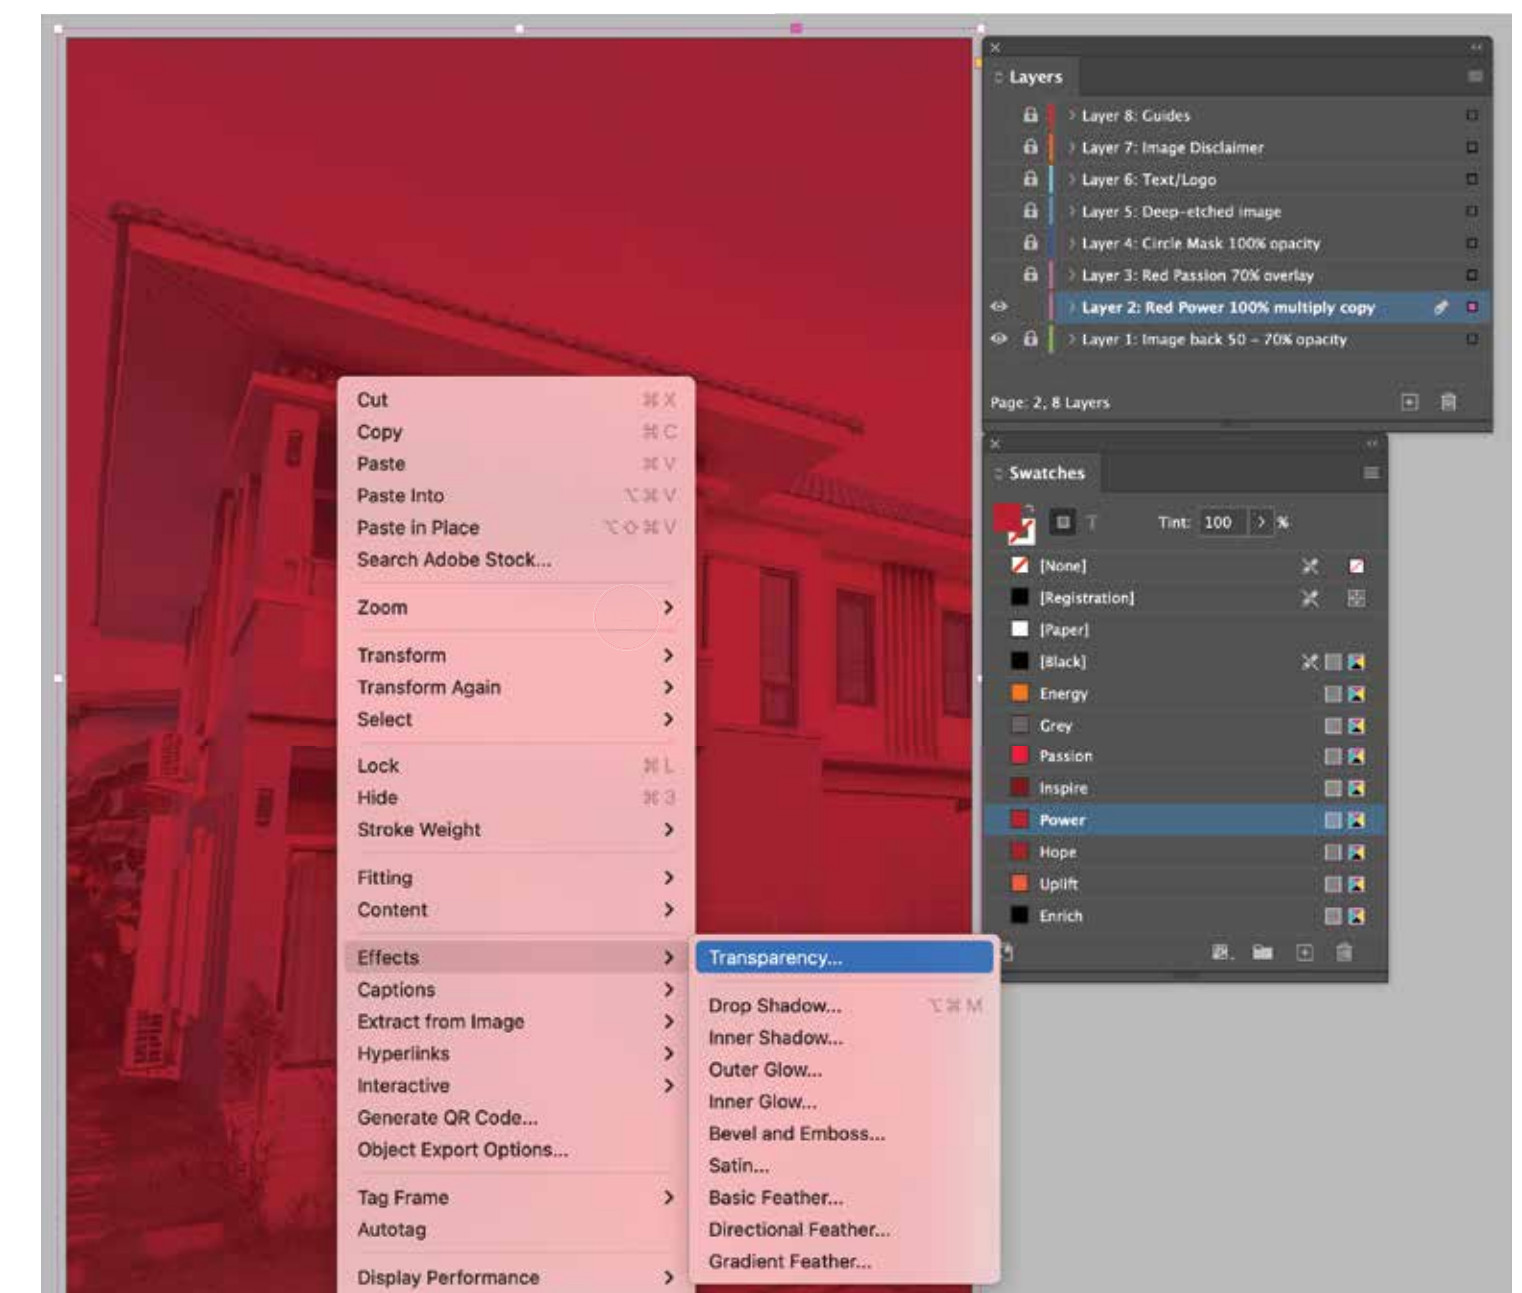 Layers
Layer 8: Guides
Layer 7: Image Disclaimer
Layer 6: Text/Logo
Layer 5: Deep-etched image
Layer 4: Circle Mask 100% opacity
Layer 3: Red Passion 70% overlay
Layer 2: Red Power 100% multiply copy
Layer 1: Image back 50 – 70% opacity
Page: 2, 8 Layers
Swatches
T Tint: 100 > %
[None]
[Registration]
[Paper]
[Black]
Energy
Grey
Passion
Inspire
Power
Hope
Uplift
Enrich
Cut ⌘ X
Copy ⌘ C
Paste ⌘ V
Paste Into ⌥ ⌘ V
Paste in Place ⌥ ⇧ ⌘ V
Search Adobe Stock...
Zoom
Transform
Transform Again
Select
Lock ⌘ L
Hide ⌘ 3
Stroke Weight
Fitting
Content
Effects
Captions
Extract from Image
Hyperlinks
Interactive
Generate QR Code...
Object Export Options...
Tag Frame
Autotag
Display Performance
Transparency...
Drop Shadow... ⌥ ⌘ M
Inner Shadow...
Outer Glow...
Inner Glow...
Bevel and Emboss...
Satin...
Basic Feather...
Directional Feather...
Gradient Feather...